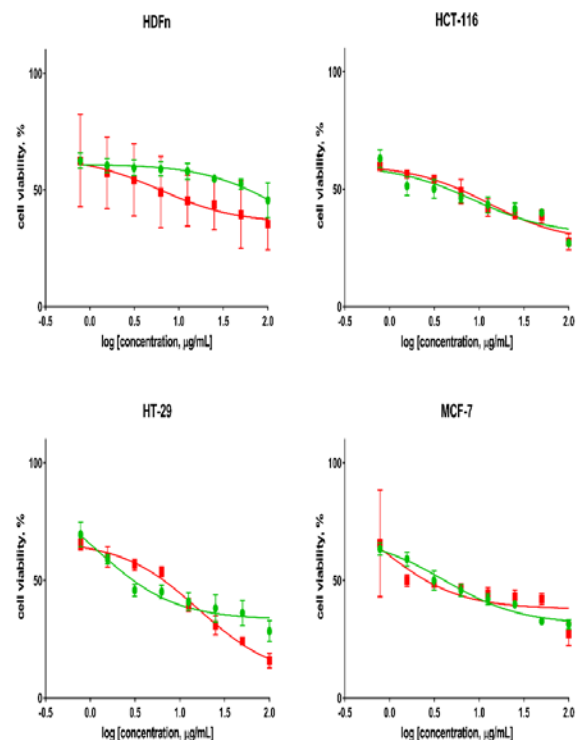 HDFn
HCT-116
cell viability, %
100
50
0
-0.5 0.0 0.5 1.0 1.5 2.0
log [concentration, µg/mL]
cell viability, %
100
50
0
-0.5 0.0 0.5 1.0 1.5 2.0
log [concentration, µg/mL]
HT-29
MCF-7
cell viability, %
100
50
0
-0.5 0.0 0.5 1.0 1.5 2.0
log [concentration, µg/mL]
cell viability, %
100
50
0
-0.5 0.0 0.5 1.0 1.5 2.0
log [concentration, µg/mL]